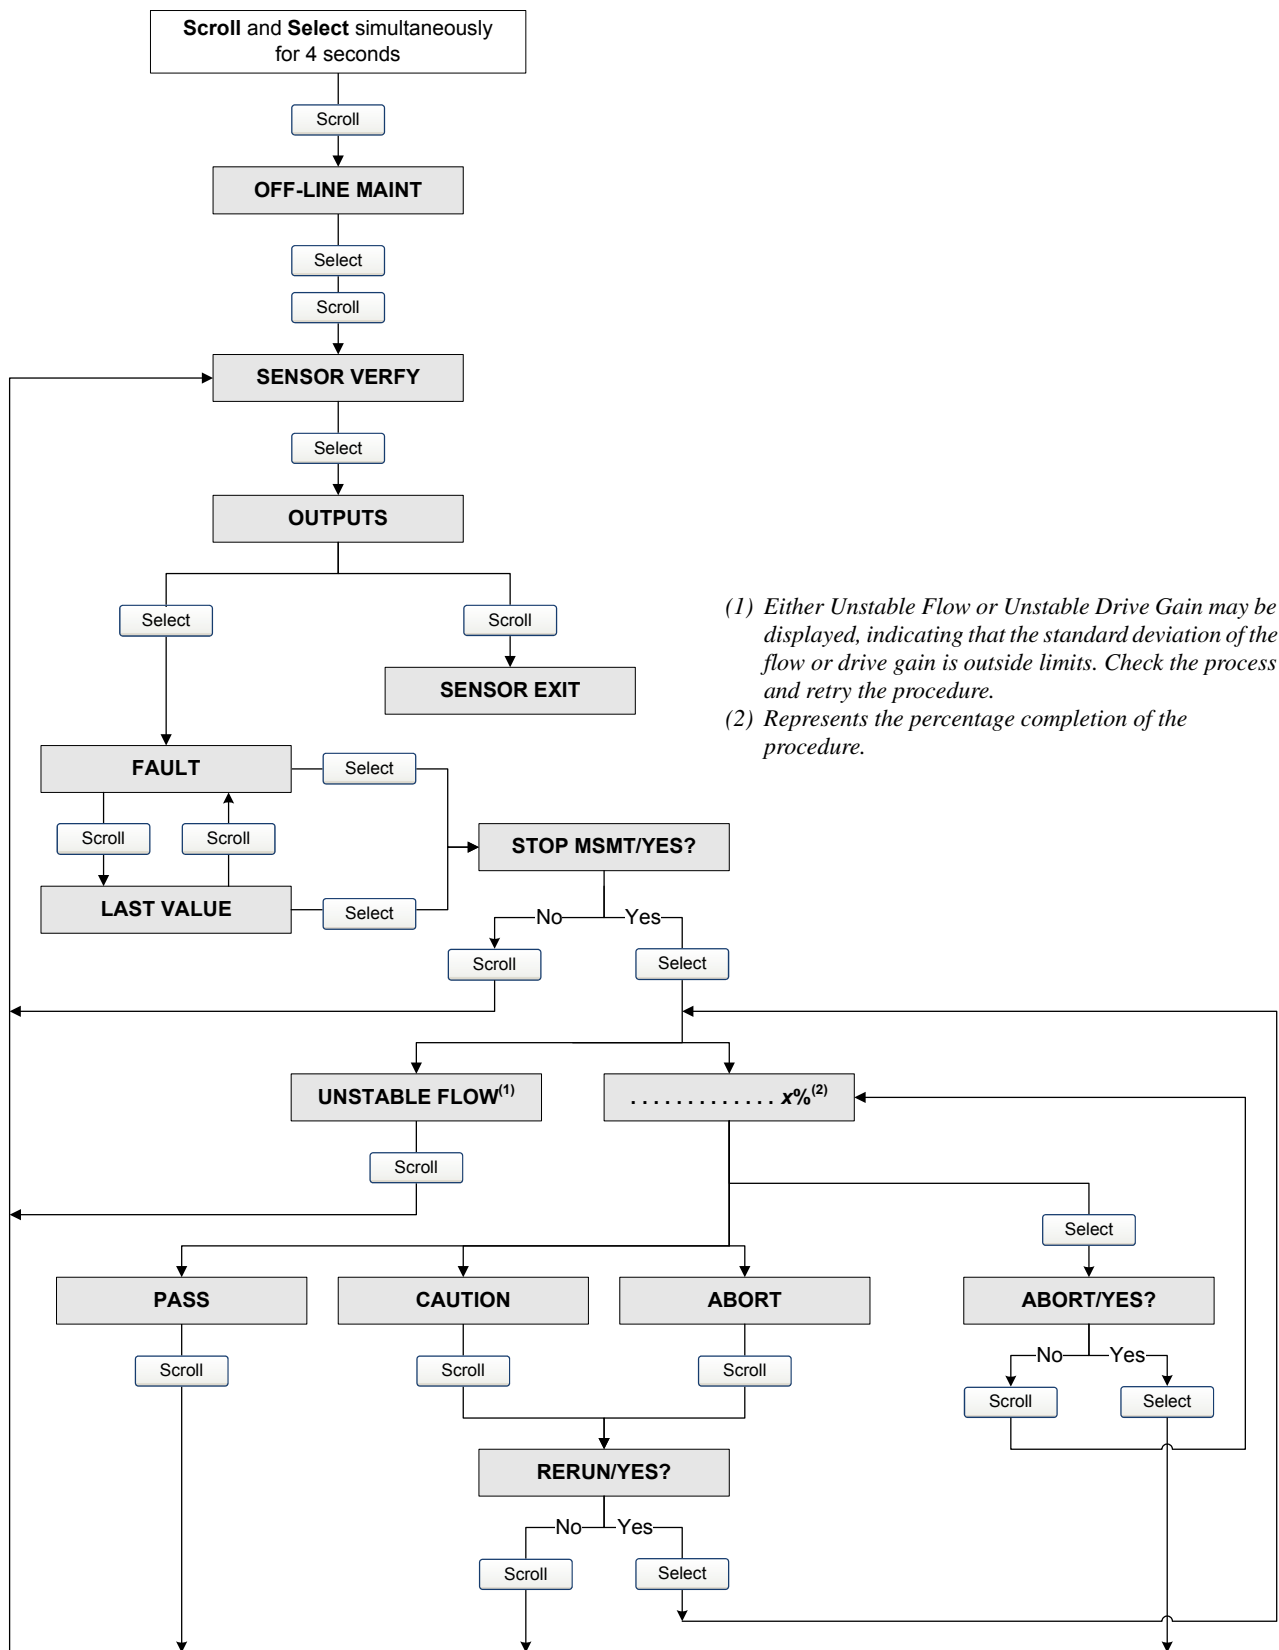 Scroll and Select simultaneously
for 4 seconds
Scroll
OFF-LINE MAINT
Select
Scroll
SENSOR VERFY
Select
OUTPUTS
Select
Scroll
SENSOR EXIT
(1) Either Unstable Flow or Unstable Drive Gain may be
displayed, indicating that the standard deviation of the
flow or drive gain is outside limits. Check the process
and retry the procedure.
(2) Represents the percentage completion of the
procedure.
FAULT
Select
Scroll
Scroll
STOP MSMT/YES?
LAST VALUE
Select
No
Yes
Scroll
Select
UNSTABLE FLOW(1)
. . . . . . . . . . . . . x%(2)
Scroll
Select
PASS
CAUTION
ABORT
ABORT/YES?
Scroll
Scroll
Scroll
No
Yes
Scroll
Select
RERUN/YES?
No
Yes
Scroll
Select